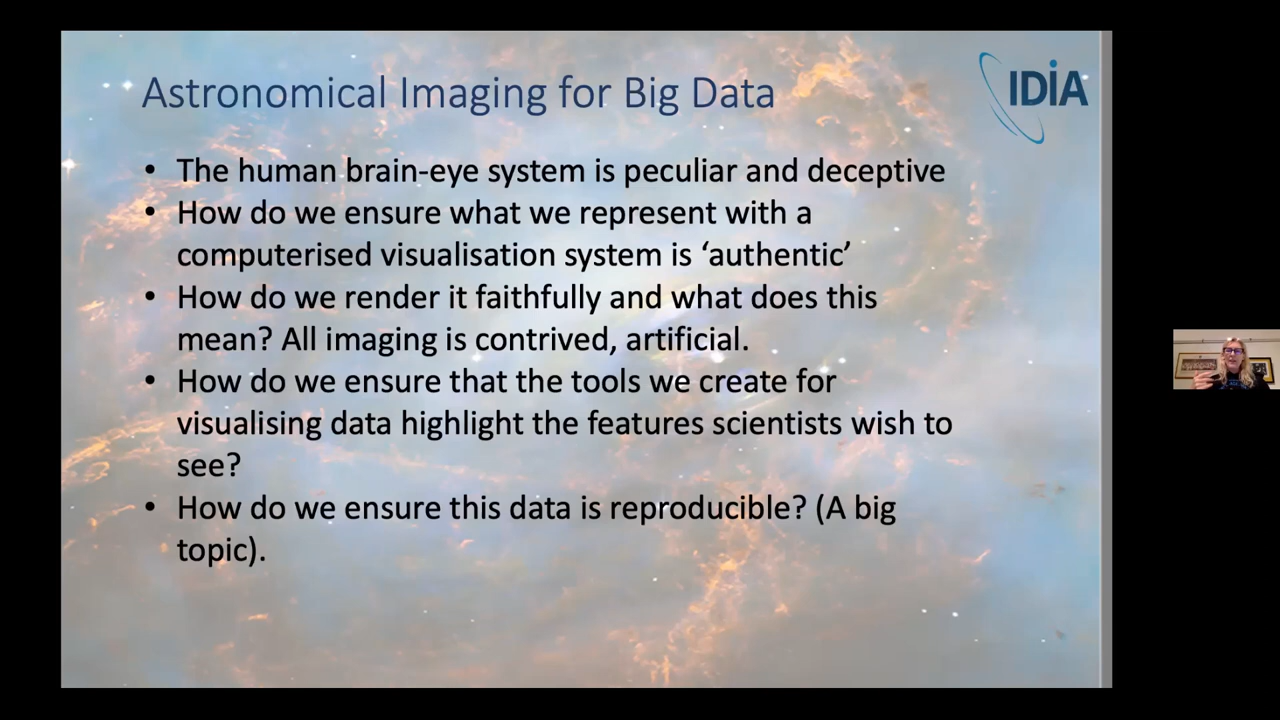 Astronomical Imaging for Big Data
IDIA
• The human brain-eye system is peculiar and deceptive
• How do we ensure what we represent with a
computerised visualisation system is ‘authentic’
• How do we render it faithfully and what does this
mean? All imaging is contrived, artificial.
• How do we ensure that the tools we create for
visualising data highlight the features scientists wish to
see?
• How do we ensure this data is reproducible? (A big
topic).